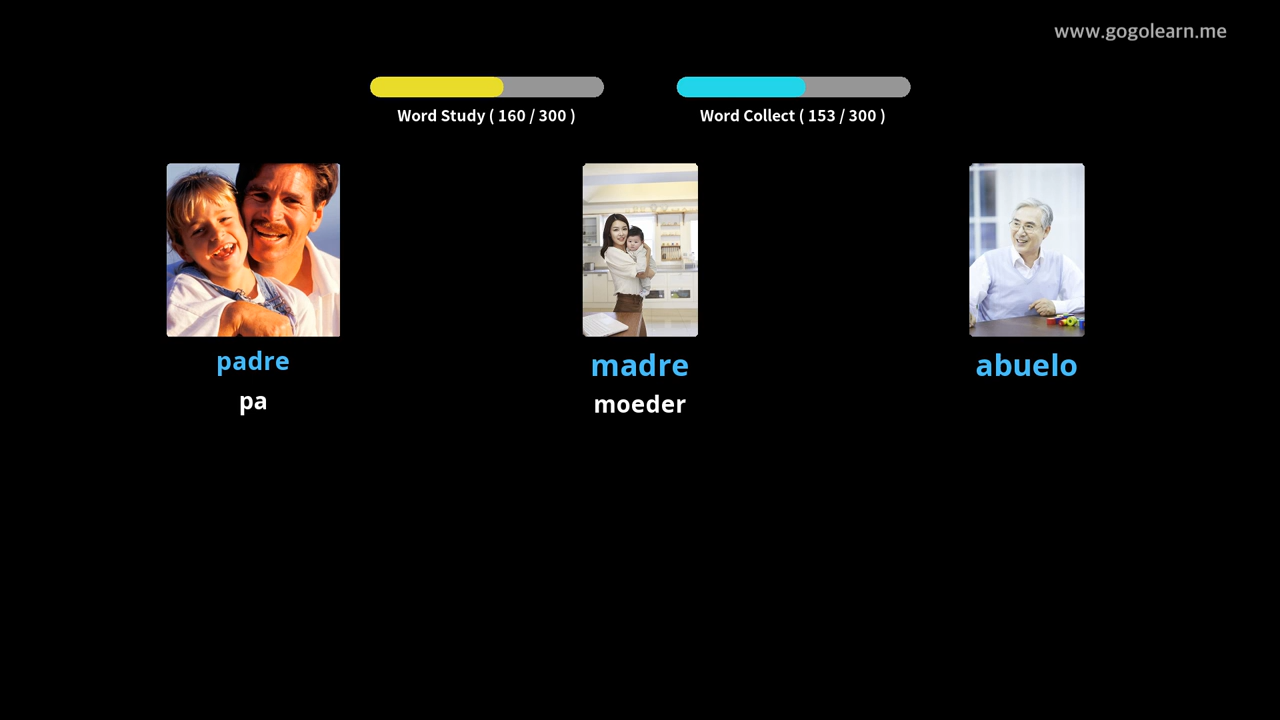 www.gogolearn.me
Word Study ( 160 / 300 )
Word Collect ( 153 / 300 )
padre
madre
abuelo
pa
moeder